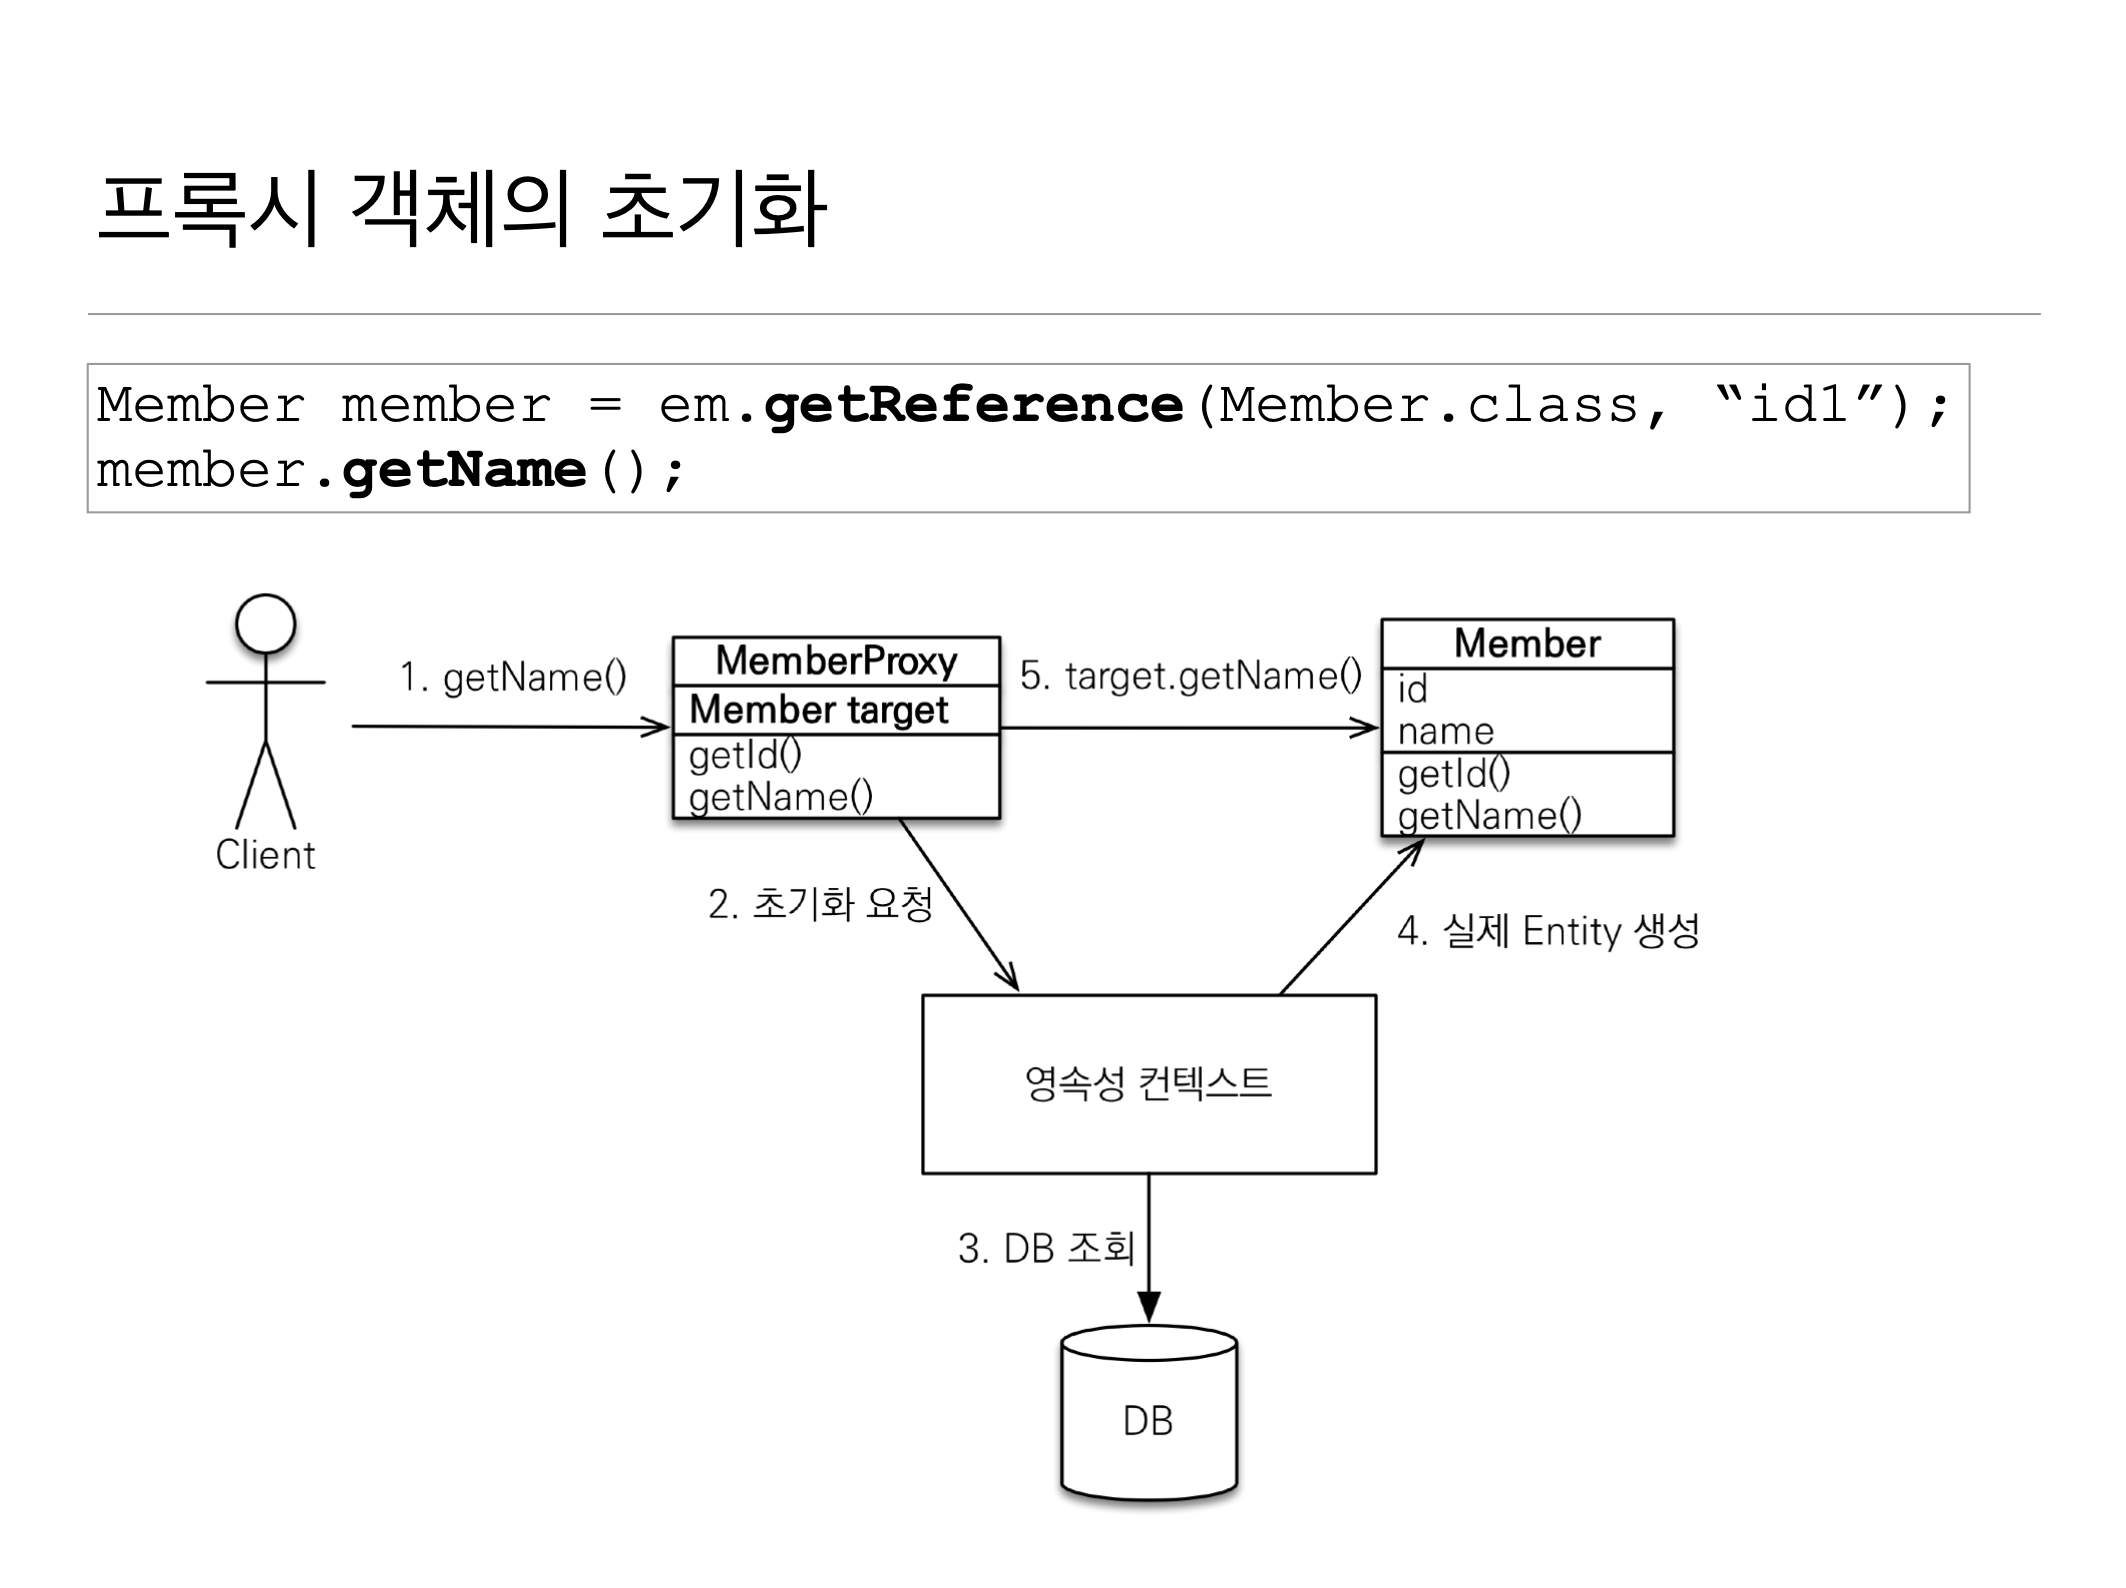 프록시 객체의 초기화
Member member = em.getReference(Member.class, “id1”);
member.getName();
Client
1. getName()
MemberProxy
Member target
getId()
getName()
5. target.getName()
Member
id
name
getId()
getName()
2. 초기화 요청
4. 실제 Entity 생성
영속성 컨텍스트
3. DB 조회
DB